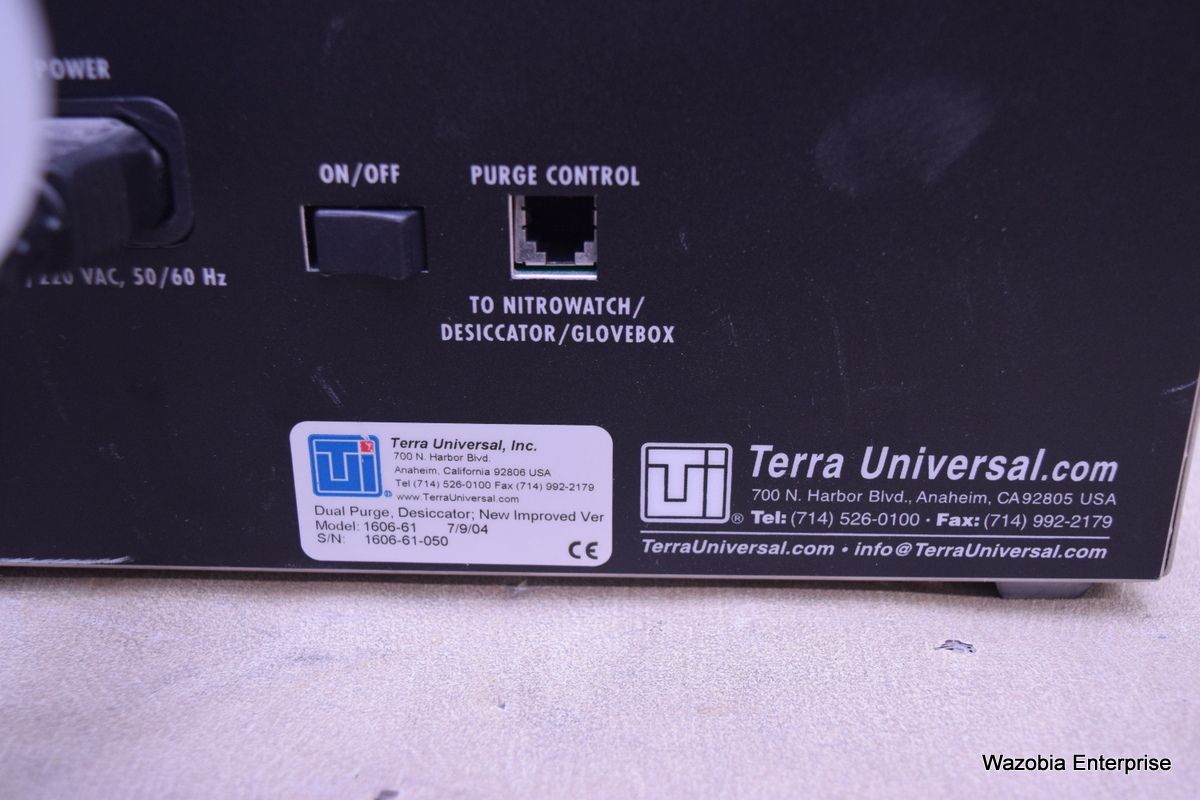 POWER
220 VAC, 50/60 Hz
ON/OFF
PURGE CONTROL
TO NITROWATCH/
DESICCATOR/GLOVEBOX
Ti ®
Terra Universal, Inc.
700 N. Harbor Blvd.
Anaheim, California 92806 USA
Tel (714) 526-0100 Fax (714) 992-2179
www.TerraUniversal.com
Dual Purge, Desiccator; New Improved Ver
Model: 1606-61 7/9/04
S/N: 1606-61-050
CE
Ti ®
Terra Universal.com
700 N. Harbor Blvd., Anaheim, CA92805 USA
Tel: (714) 526-0100 · Fax: (714) 992-2179
TerraUniversal.com • info@TerraUniversal.com
Wazobia Enterprise